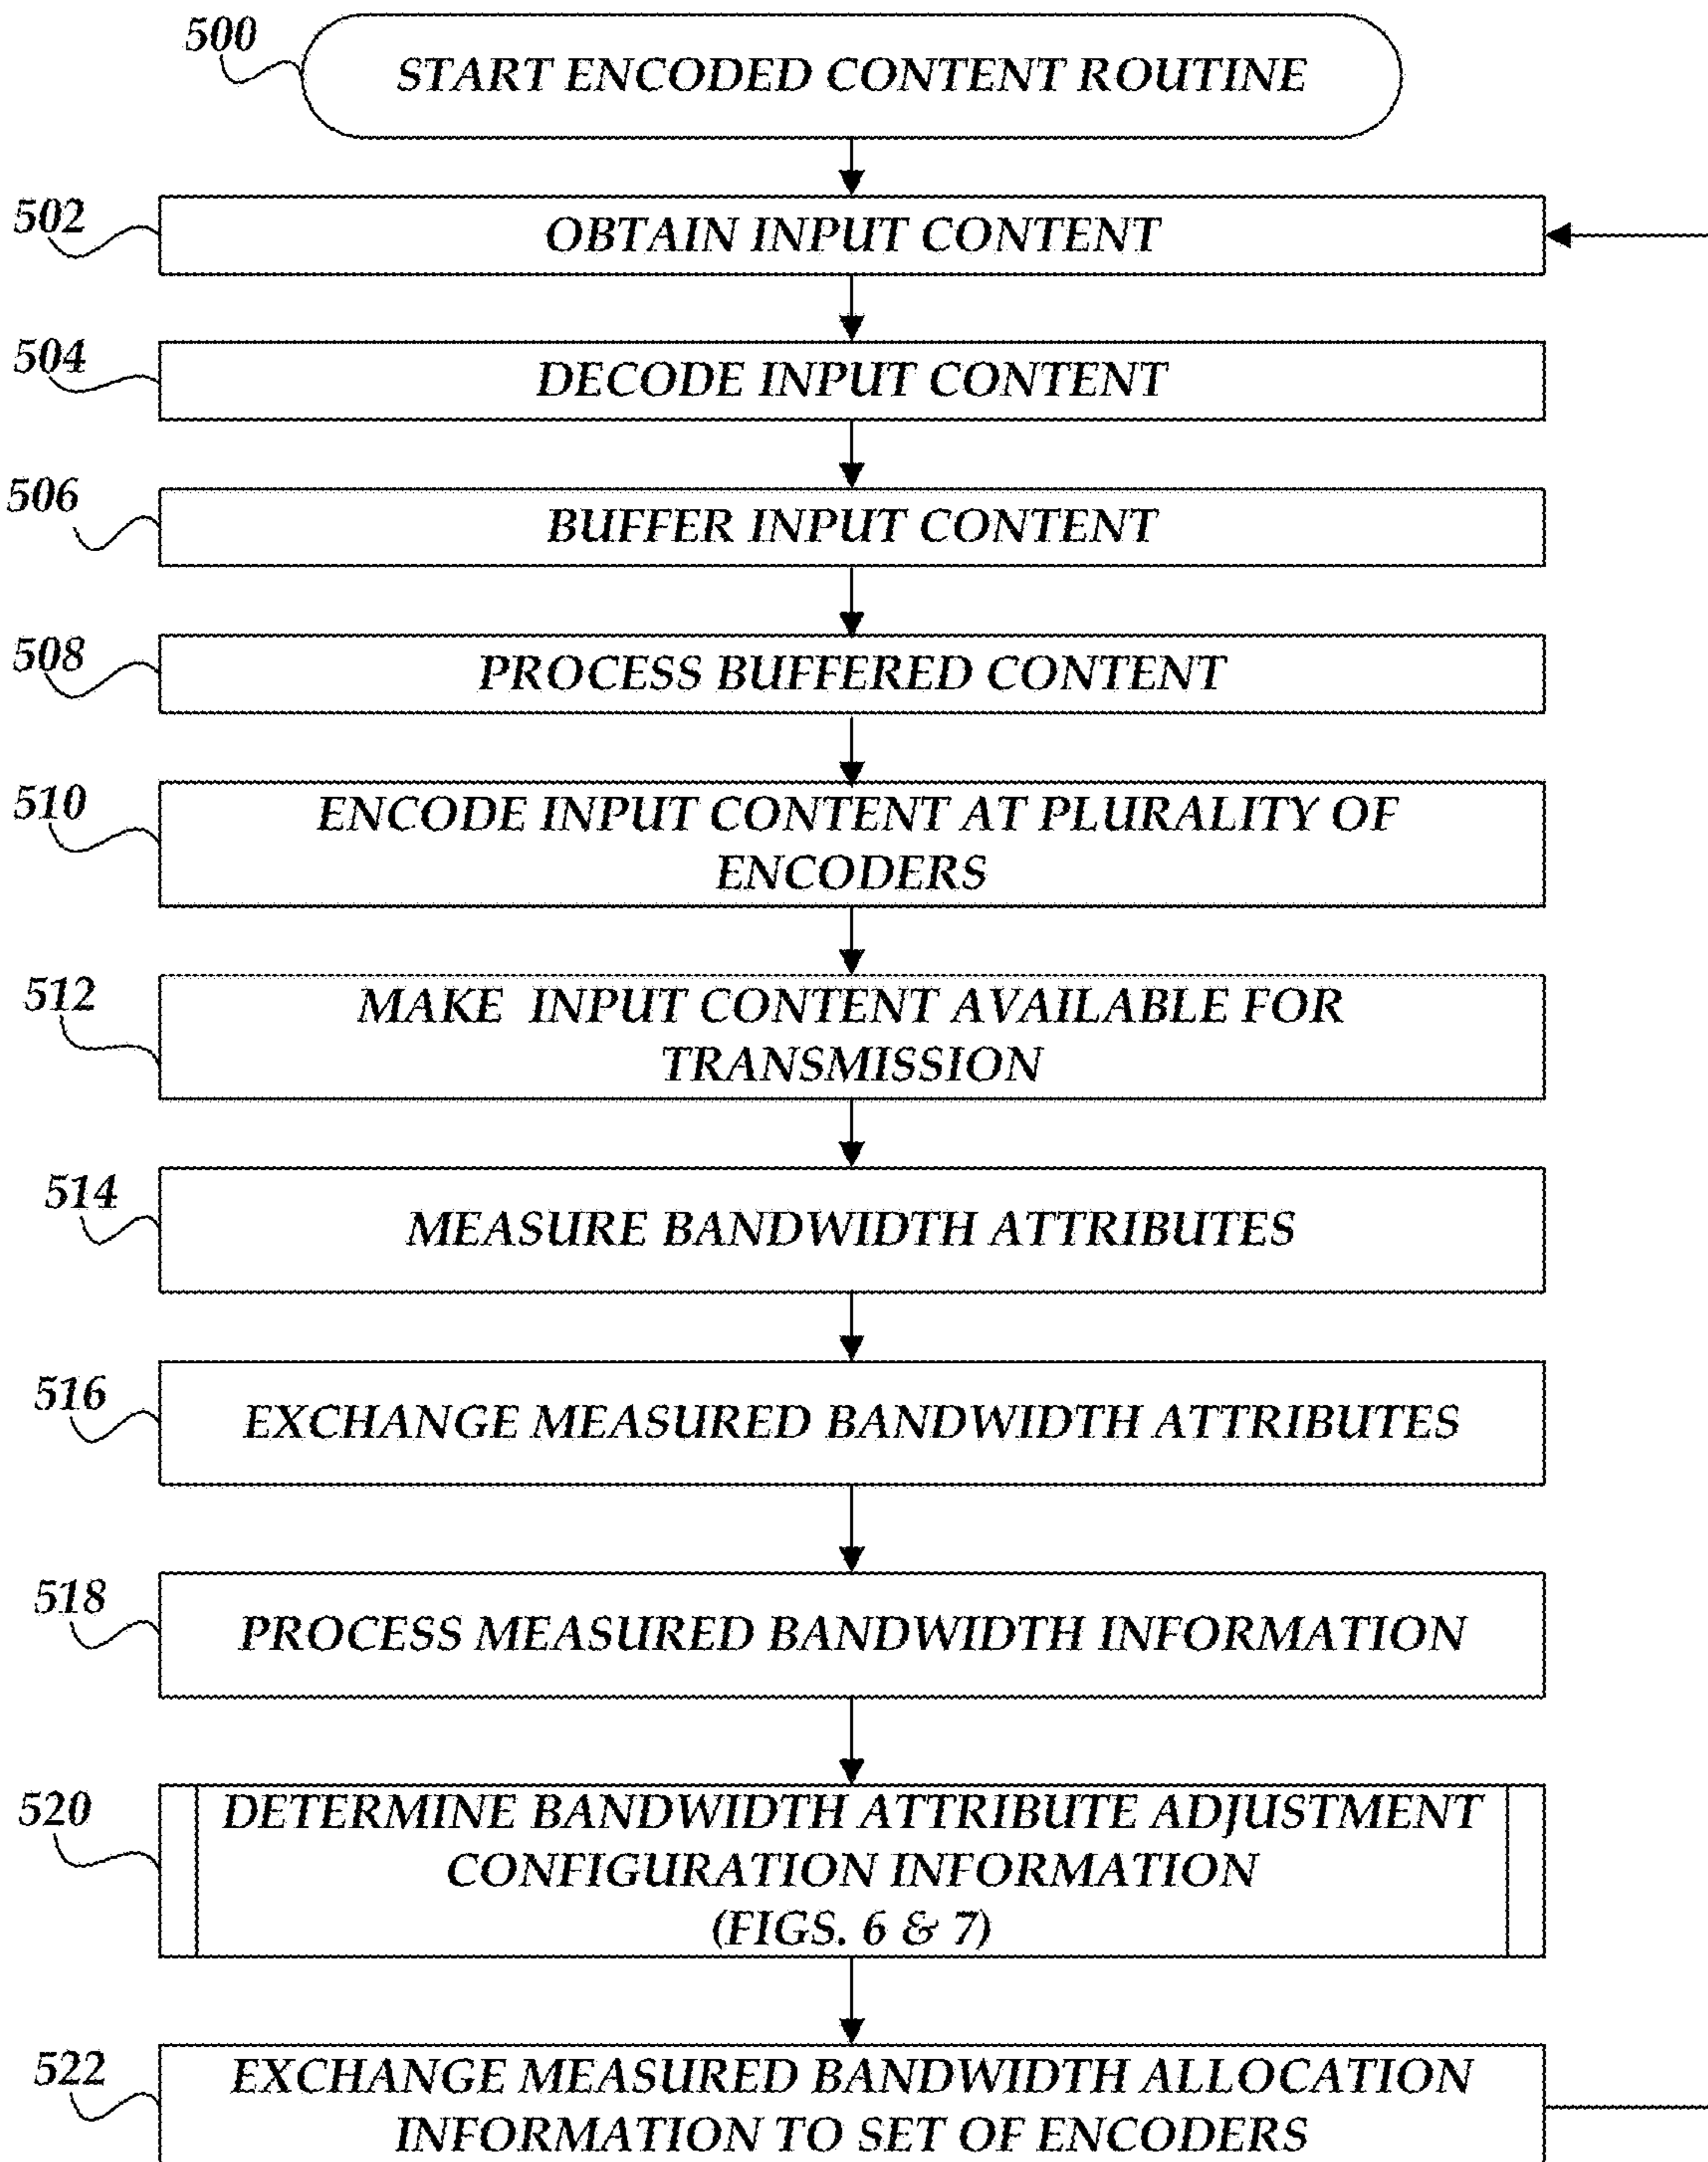 500
START ENCODED CONTENT ROUTINE
502
OBTAIN INPUT CONTENT
504
DECODE INPUT CONTENT
506
BUFFER INPUT CONTENT
508
PROCESS BUFFERED CONTENT
510
ENCODE INPUT CONTENT AT PLURALITY OF
ENCODERS
512
MAKE INPUT CONTENT AVAILABLE FOR
TRANSMISSION
514
MEASURE BANDWIDTH ATTRIBUTES
516
EXCHANGE MEASURED BANDWIDTH ATTRIBUTES
518
PROCESS MEASURED BANDWIDTH INFORMATION
520
DETERMINE BANDWIDTH ATTRIBUTE ADJUSTMENT
CONFIGURATION INFORMATION
(FIGS. 6 & 7)
522
EXCHANGE MEASURED BANDWIDTH ALLOCATION
INFORMATION TO SET OF ENCODERS